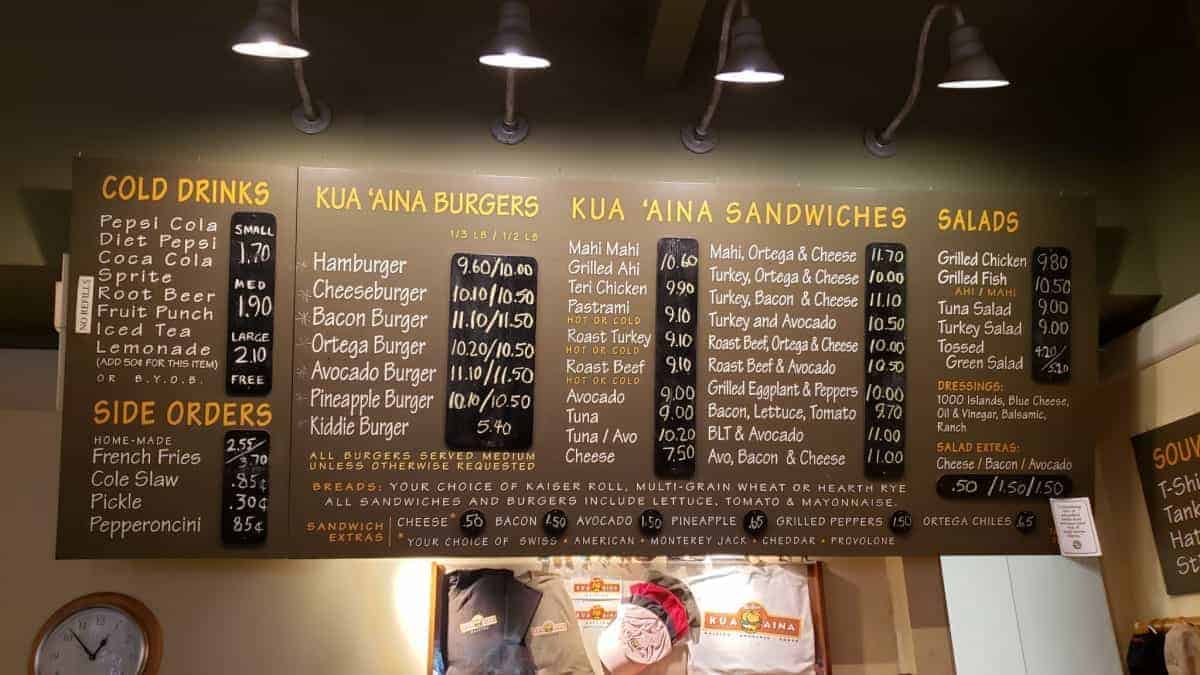 COLD DRINKS
Pepsi Cola
Diet Pepsi
Coca Cola
Sprite
Root Beer
Fruit Punch
Iced Tea
Lemonade
(ADD 50¢ FOR THIS ITEM)
OR B.Y.O.B.
SMALL
1.70
MED
1.90
LARGE
2.10
FREE
NO REFILLS
SIDE ORDERS
HOME-MADE
French Fries 2.55/3.70
Cole Slaw .85¢
Pickle .30¢
Pepperoncini 85¢
KUA 'AINA BURGERS
1/3 LB / 1/2 LB
Hamburger 9.60/10.00
Cheeseburger 10.10/10.50
Bacon Burger 11.10/11.50
Ortega Burger 10.20/10.50
Avocado Burger 11.10/11.50
Pineapple Burger 10.10/10.50
Kiddie Burger 5.40
ALL BURGERS SERVED MEDIUM
UNLESS OTHERWISE REQUESTED
KUA 'AINA SANDWICHES
Mahi Mahi 10.60
Grilled Ahi
Teri Chicken 9.90
Pastrami 9.10
HOT OR COLD
Roast Turkey 9.10
HOT OR COLD
Roast Beef 9.10
HOT OR COLD
Avocado 9.00
Tuna 9.00
Tuna / Avo 10.20
Cheese 7.50
Mahi, Ortega & Cheese 11.70
Turkey, Ortega & Cheese 10.00
Turkey, Bacon & Cheese 11.10
Turkey and Avocado 10.50
Roast Beef, Ortega & Cheese 10.00
Roast Beef & Avocado 10.50
Grilled Eggplant & Peppers 10.00
Bacon, Lettuce, Tomato 9.70
BLT & Avocado 11.00
Avo, Bacon & Cheese 11.00
BREADS: YOUR CHOICE OF KAISER ROLL, MULTI-GRAIN WHEAT OR HEARTH RYE
ALL SANDWICHES AND BURGERS INCLUDE LETTUCE, TOMATO & MAYONNAISE.
SANDWICH EXTRAS
CHEESE* .50 BACON 1.50 AVOCADO 1.50 PINEAPPLE .65 GRILLED PEPPERS 1.50 ORTEGA CHILES .65
*YOUR CHOICE OF SWISS • AMERICAN • MONTEREY JACK • CHEDDAR • PROVOLONE
SALADS
Grilled Chicken 9.80
Grilled Fish 10.50
AHI / MAHI
Tuna Salad 9.00
Turkey Salad 9.00
Tossed
Green Salad 4.20/5.20
DRESSINGS:
1000 Islands, Blue Cheese,
Oil & Vinegar, Balsamic,
Ranch
SALAD EXTRAS:
Cheese / Bacon / Avocado
.50 /1.50/1.50
SOUV
T-Shi
Tank
Hat
St
KUA AINA
KUA AINA
KUA AINA